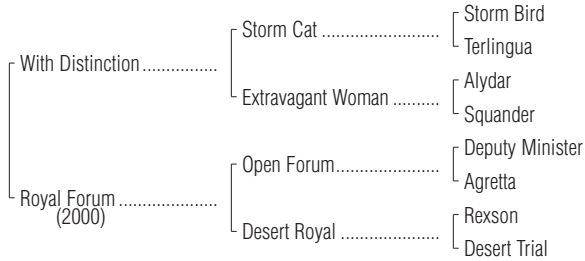 Storm Bird
Storm Cat ........................
Terlingua
With Distinction ...............
Alydar
Extravagant Woman .........
Squander
Deputy Minister
Open Forum .....................
Agretta
Royal Forum ....................
(2000)
Rexson
Desert Royal ....................
Desert Trial